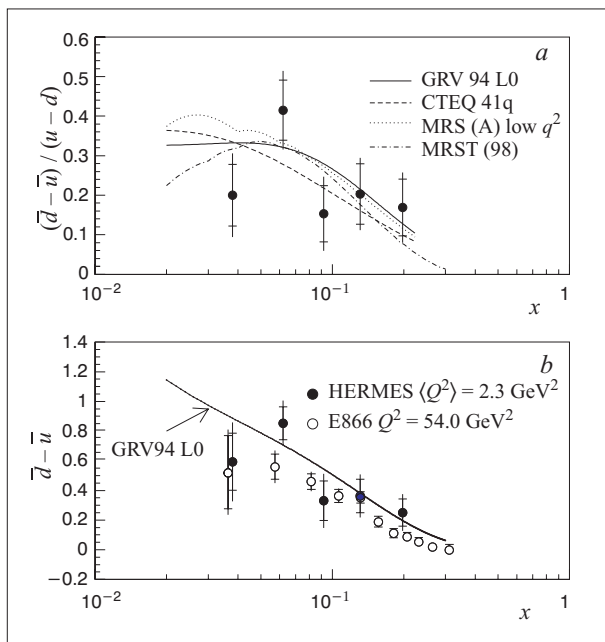 a
0.6
0.5
0.4
0.3
0.2
0.1
0
(d̅ – u̅) / (u – d)
GRV 94 L0
CTEQ 41q
MRS (A) low q²
MRST (98)
10⁻²
10⁻¹
1
x
b
1.4
1.2
1
0.8
0.6
0.4
0.2
0
–0.2
d̅ – u̅
HERMES ⟨Q²⟩ = 2.3 GeV²
E866 Q² = 54.0 GeV²
GRV94 L0
10⁻²
10⁻¹
1
x